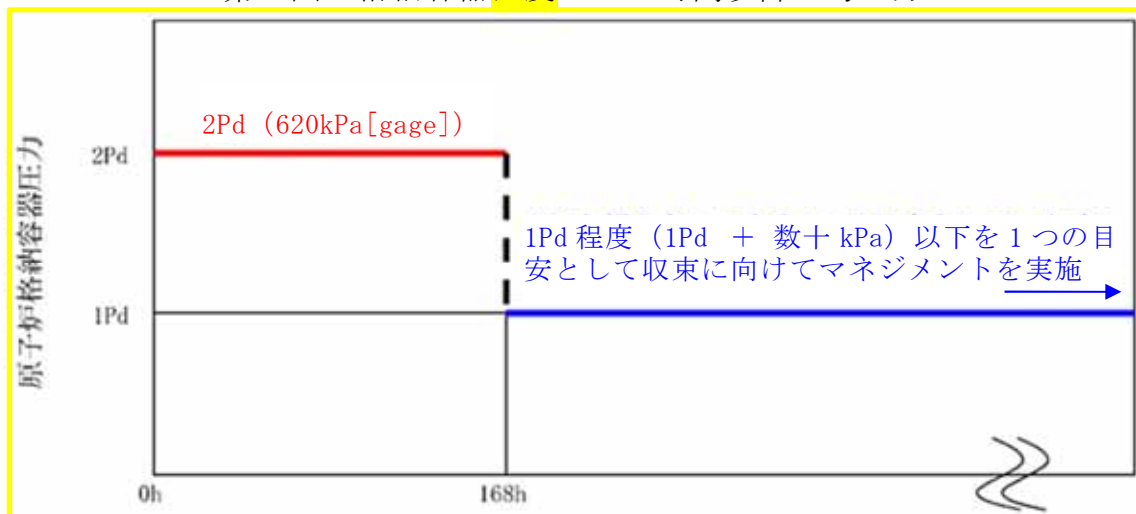 度
2Pd (620kPa[gage])
2Pd
原子炉格納容器圧力
1Pd 程度 (1Pd + 数十 kPa) 以下を 1 つの目
安として収束に向けてマネジメントを実施
1Pd
0h
168h